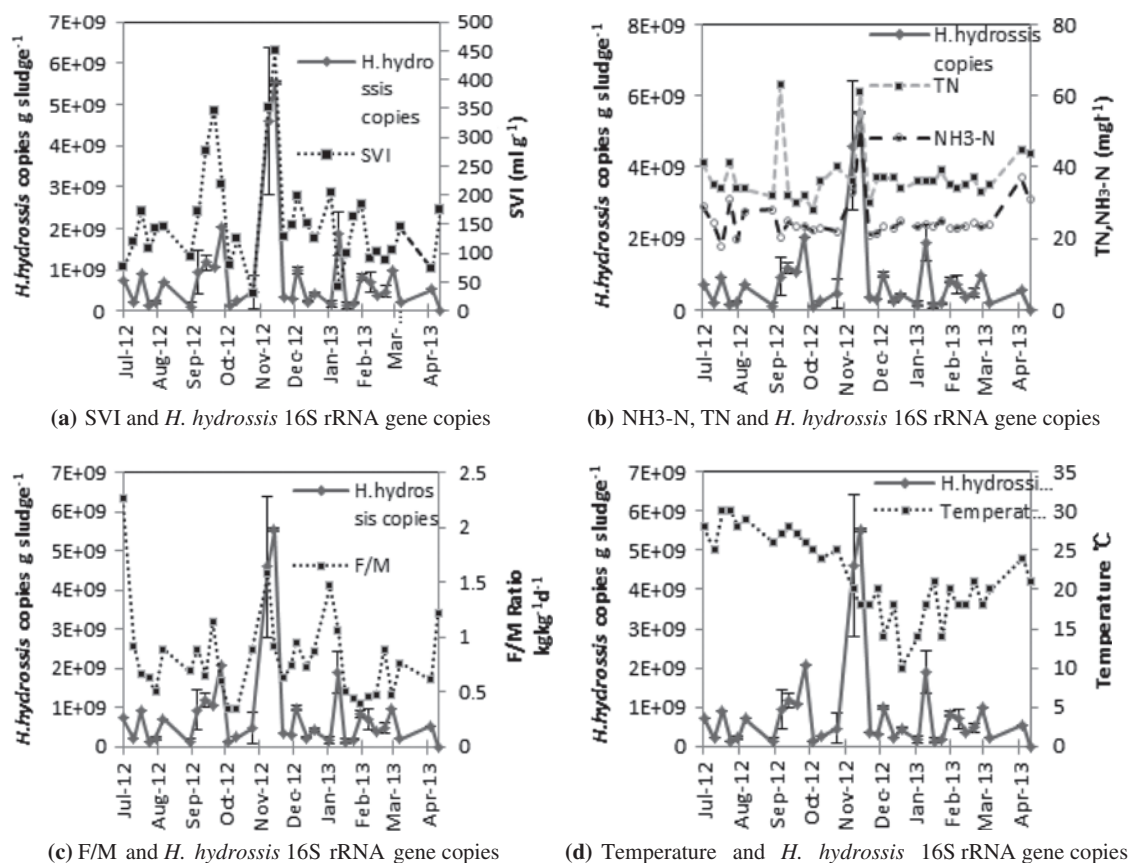 7E+09
6E+09
5E+09
4E+09
3E+09
2E+09
1E+09
0
H.hydrossis copies g sludge-1
H.hydro
ssis
copies
SVI
500
450
400
350
300
250
200
150
100
50
0
SVI (ml g-1)
Jul-12
Aug-12
Sep-12
Oct-12
Nov-12
Dec-12
Jan-13
Feb-13
Mar-...
Apr-13
(a) SVI and H. hydrossis 16S rRNA gene copies
8E+09
6E+09
4E+09
2E+09
0
H.hydrossis copies g sludge-1
H.hydrossis
copies
TN
NH3-N
80
60
40
20
0
TN,NH3-N (mgl-1)
Jul-12
Aug-12
Sep-12
Oct-12
Nov-12
Dec-12
Jan-13
Feb-13
Mar-13
Apr-13
(b) NH3-N, TN and H. hydrossis 16S rRNA gene copies
7E+09
6E+09
5E+09
4E+09
3E+09
2E+09
1E+09
0
H.hydrossis copies g sludge-1
H.hydros
sis copies
F/M
2.5
2
1.5
1
0.5
0
F/M Ratio
kgkg-1d-1
Jul-12
Aug-12
Sep-12
Oct-12
Nov-12
Dec-12
Jan-13
Feb-13
Mar-13
Apr-13
(c) F/M and H. hydrossis 16S rRNA gene copies
7E+09
6E+09
5E+09
4E+09
3E+09
2E+09
1E+09
0
H.hydrossis copies g sludge-1
H.hydrossi...
Temperat...
35
30
25
20
15
10
5
0
Temperature ℃
Jul-12
Aug-12
Sep-12
Oct-12
Nov-12
Dec-12
Jan-13
Feb-13
Mar-13
Apr-13
(d) Temperature and H. hydrossis 16S rRNA gene copies